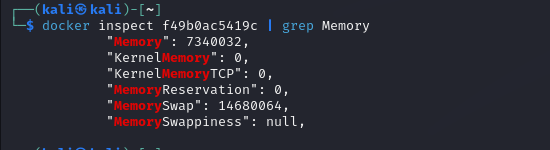 ┌──(kali㉿kali)-[~]
└─$ docker inspect f49b0ac5419c | grep Memory
"Memory": 7340032,
"KernelMemory": 0,
"KernelMemoryTCP": 0,
"MemoryReservation": 0,
"MemorySwap": 14680064,
"MemorySwappiness": null,